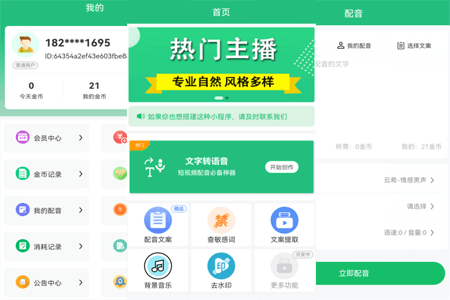 我的
182****1695
ID:64354a2ef43e603fbe8
普通用户
0
今天金币
21
我的金币
会员中心
金币记录
我的配音
消耗记录
公告中心
首页
热门主播
专业自然 风格多样
如果你也想搭建这种小程序，请及时联系我们
热门
文字转语音
短视频配音必备神器
开始创作
配音文案
精品
查敏感词
文案提取
背景音乐
去水印
更多功能
开发中
配音
我的配音
选择文案
配音的文字
所需：0金币
我的：21金币
云希-情感男声
请选择
语速:0 / 音量:0
立即配音